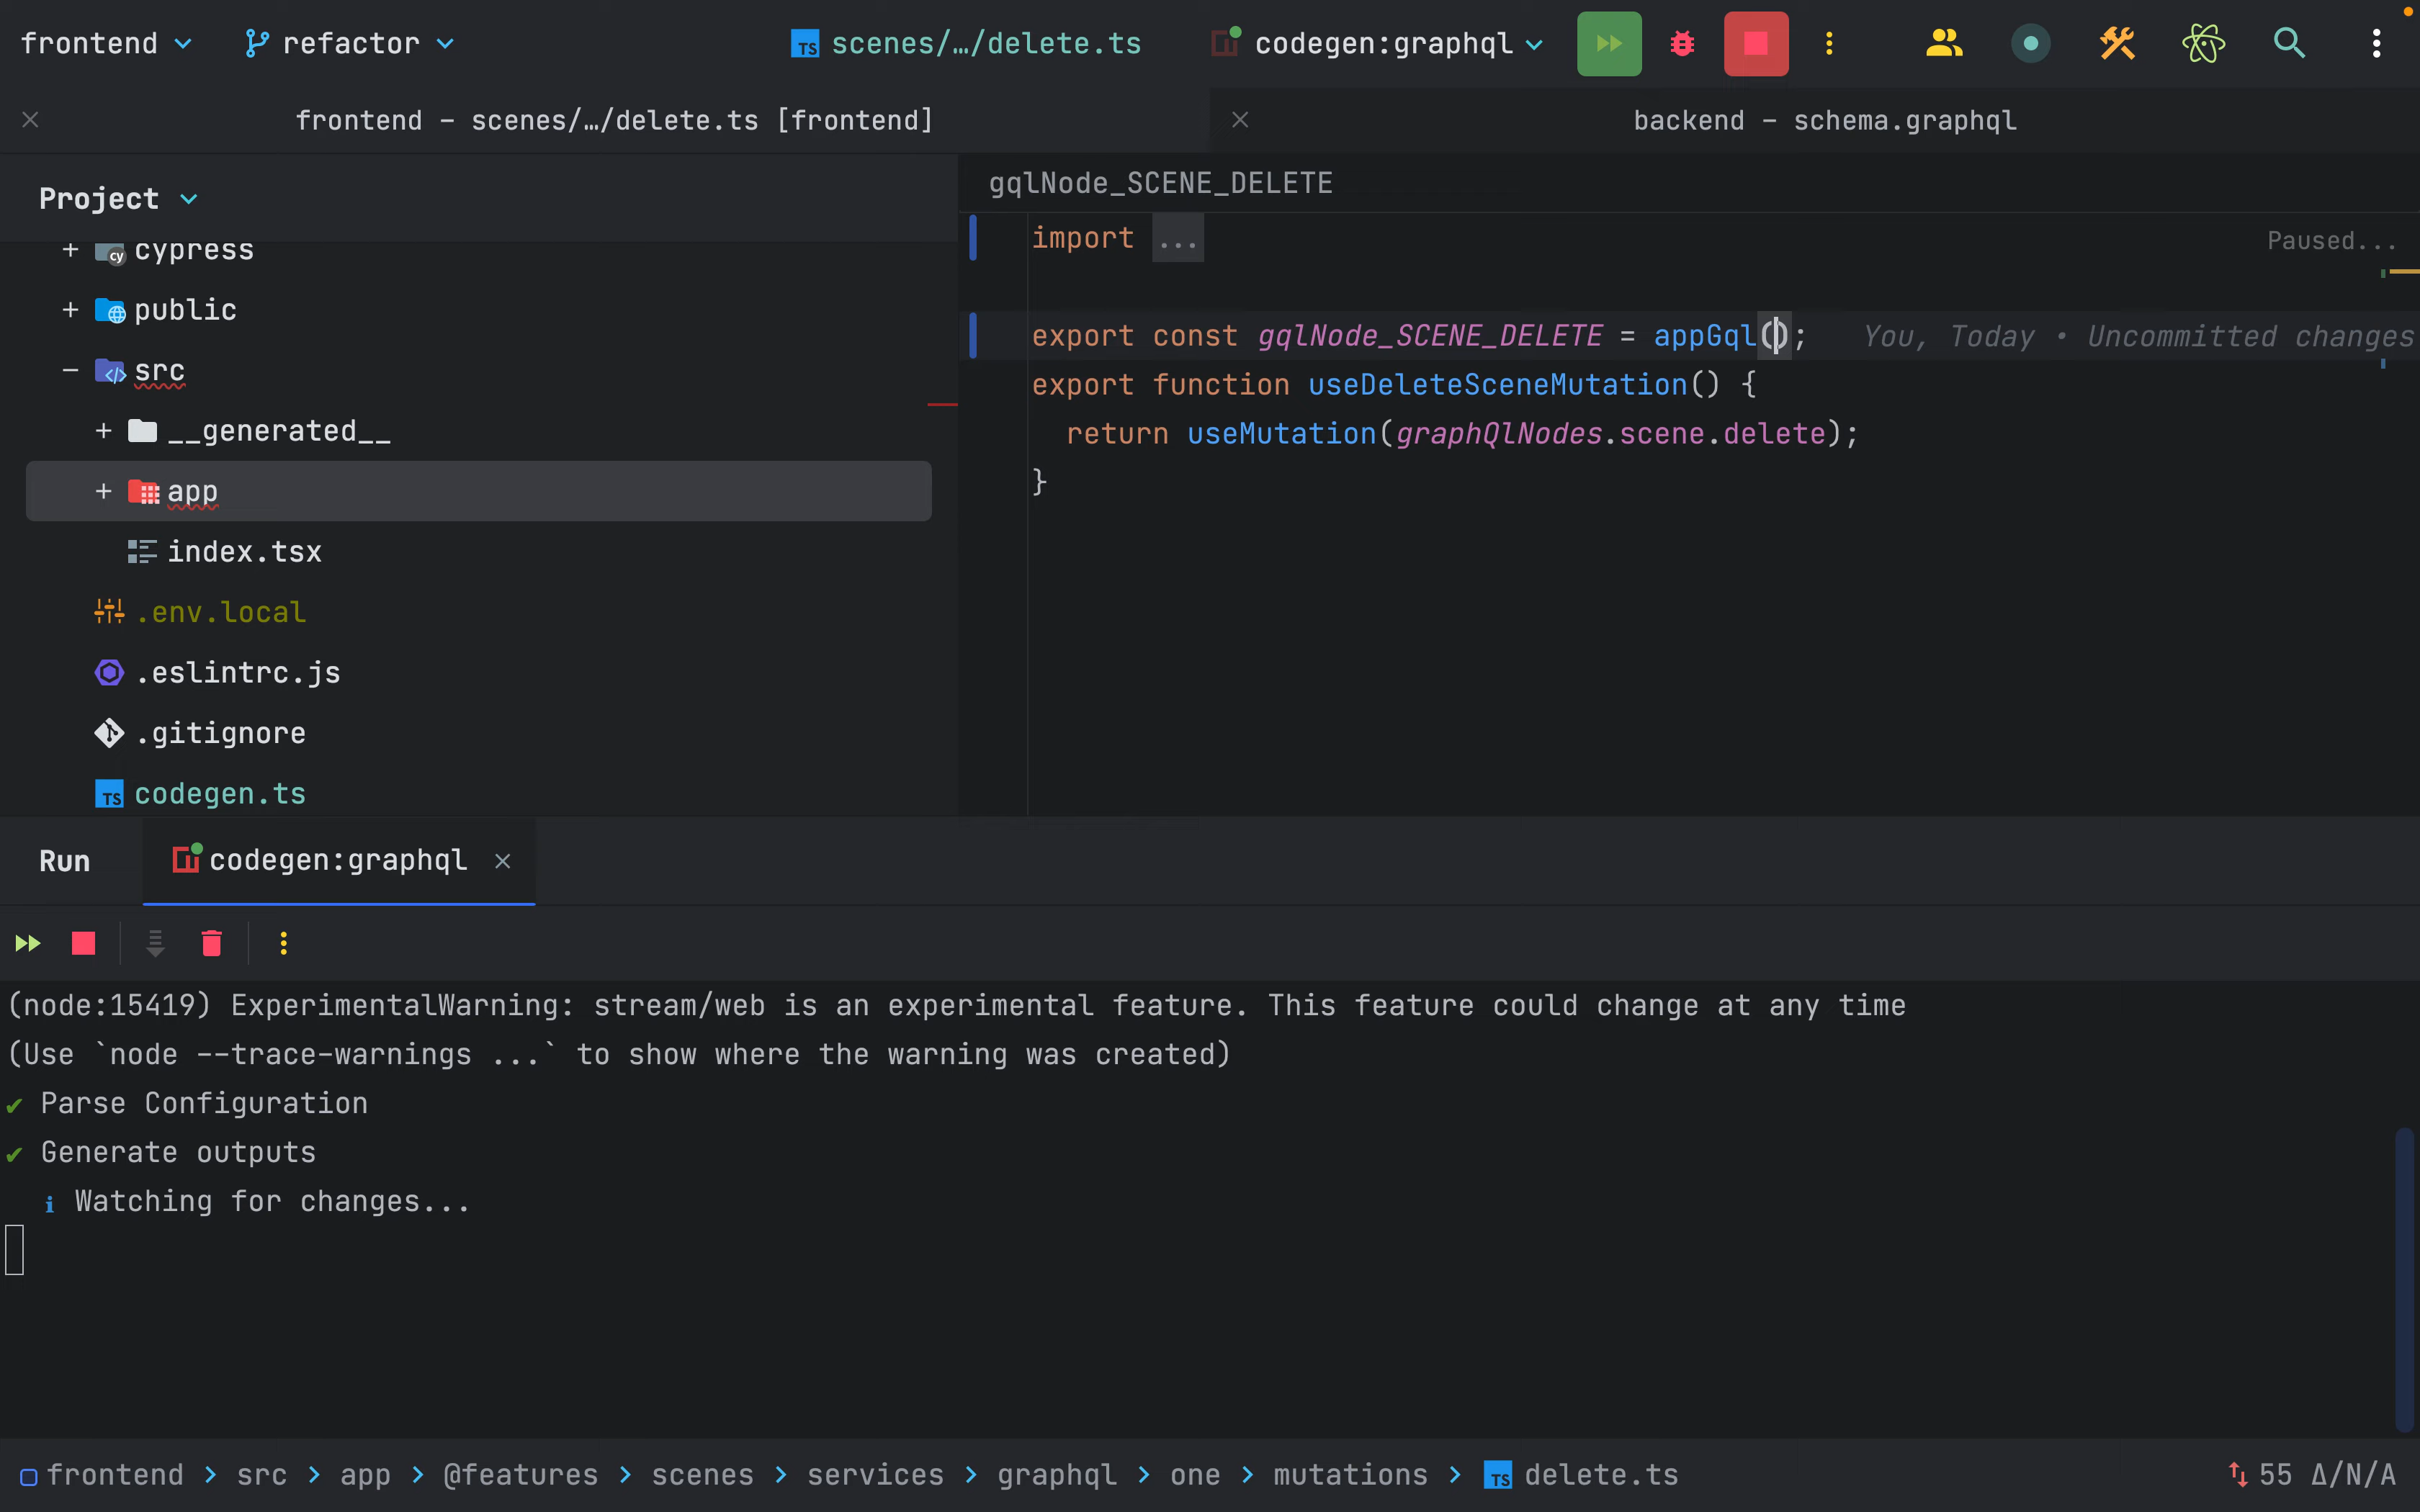 frontend refactor TS scenes/…/delete.ts codegen:graphql
frontend – scenes/…/delete.ts [frontend] backend – schema.graphql
Project
gqlNode_SCENE_DELETE
cypress
cy
import ...
Paused...
public
export const gqlNode_SCENE_DELETE = appGql(); You, Today • Uncommitted changes
src
export function useDeleteSceneMutation() {
__generated__
return useMutation(graphQlNodes.scene.delete);
app
}
index.tsx
.env.local
.eslintrc.js
.gitignore
TS codegen.ts
Run codegen:graphql
(node:15419) ExperimentalWarning: stream/web is an experimental feature. This feature could change at any time
(Use `node --trace-warnings ...` to show where the warning was created)
✔ Parse Configuration
✔ Generate outputs
ℹ Watching for changes...
frontend > src > app > @features > scenes > services > graphql > one > mutations > TS delete.ts 55 Δ/N/A